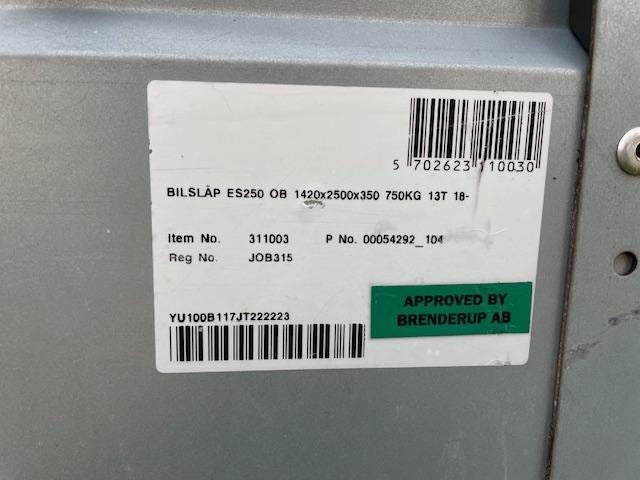 5 702623 110030
BILSLÄP ES250 OB 1420x2500x350 750KG 13T 18-
Item No. 311003 P No. 00054292_104
Reg No. JOB315
APPROVED BY
BRENDERUP AB
YU100B117JT222223